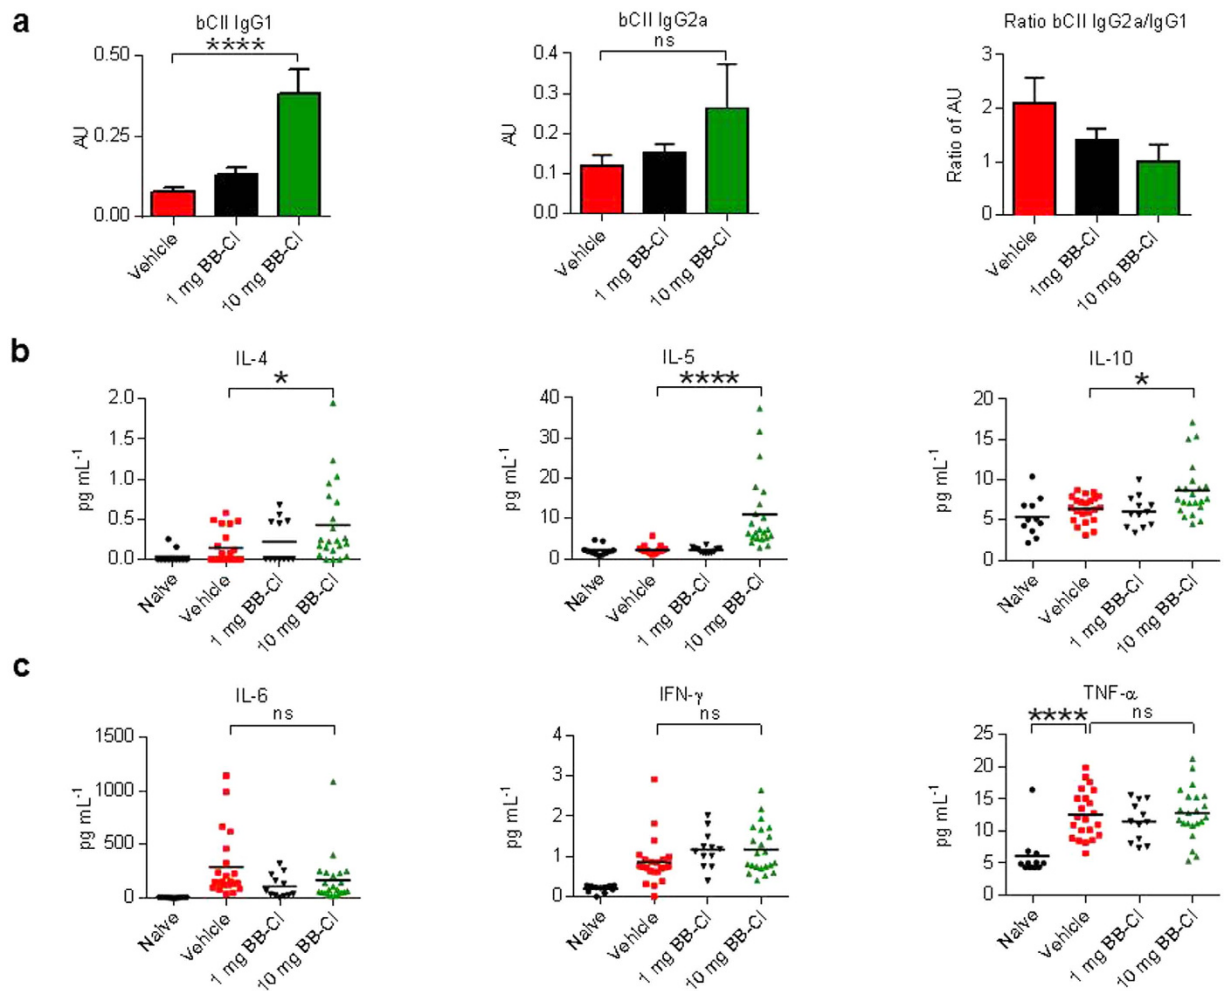 a
bCII IgG1
****
AU
0.50
0.25
0.00
Vehicle
1 mg BB-Cl
10 mg BB-Cl
bCII IgG2a
ns
AU
0.4
0.3
0.2
0.1
0.0
Vehicle
1 mg BB-Cl
10 mg BB-Cl
Ratio bCII IgG2a/IgG1
Ratio of AU
3
2
1
0
Vehicle
1mg BB-Cl
10 mg BB-Cl
b
IL-4
*
pg mL⁻¹
2.0
1.5
1.0
0.5
0.0
Naïve
Vehicle
1 mg BB-Cl
10 mg BB-Cl
IL-5
****
pg mL⁻¹
40
30
20
10
0
Naïve
Vehicle
1 mg BB-Cl
10 mg BB-Cl
IL-10
*
pg mL⁻¹
20
15
10
5
0
Naïve
Vehicle
1 mg BB-Cl
10 mg BB-Cl
c
IL-6
ns
pg mL⁻¹
1500
1000
500
0
Naïve
Vehicle
1 mg BB-Cl
10 mg BB-Cl
IFN-γ
ns
pg mL⁻¹
4
3
2
1
0
Naïve
Vehicle
1 mg BB-Cl
10 mg BB-Cl
TNF-α
****
ns
pg mL⁻¹
25
20
15
10
5
0
Naïve
Vehicle
1 mg BB-Cl
10 mg BB-Cl